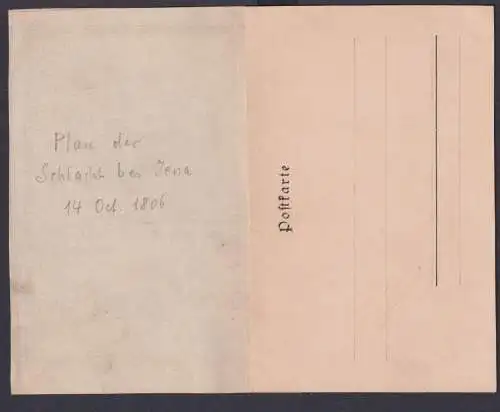 Plan der
Schlacht bei Jena
14 Oct. 1806
Postkarte